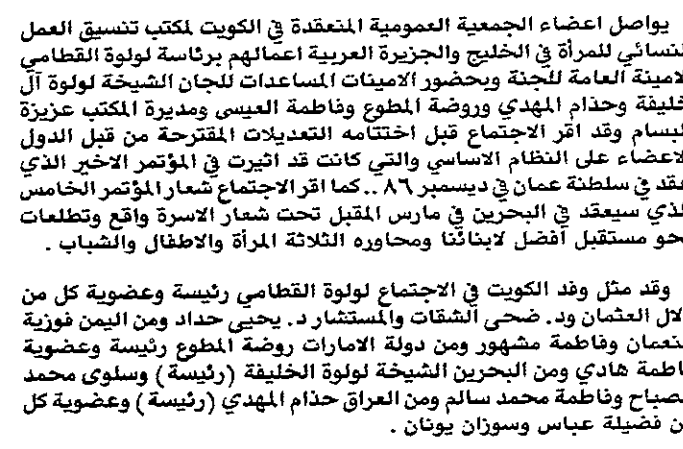 يواصل اعضاء الجمعية العمومية المنعقدة في الكويت لمكتب تنسيق العمل
لنسائي للمرأة في الخليج والجزيرة العربية اعمالهم برئاسة لولوة القطامي
لامينة العامة للجنة وبحضور الامينات المساعدات للجان الشيخة لولوة آل
خليفة وحذام المهدي وروضة المطوع وفاطمة العيسى ومديرة المكتب عزيزة
لبسام وقد اقر الاجتماع قبل اختتامه التعديلات المقترحة من قبل الدول
لاعضاء على النظام الاساسي والتي كانت قد اثيرت في المؤتمر الاخير الذي
عقد في سلطنة عمان في ديسمبر ٨٦ .. كما اقر الاجتماع شعار المؤتمر الخامس
لذي سيعقد في البحرين في مارس المقبل تحت شعار الاسرة واقع وتطلعات
حو مستقبل أفضل لابنائنا ومحاوره الثلاثة المرأة والاطفال والشباب .
وقد مثل وفد الكويت في الاجتماع لولوة القطامي رئيسة وعضوية كل من
لال العثمان ود. ضحى الشقات والمستشار د. يحيى حداد ومن اليمن فوزية
نعمان وفاطمة مشهور ومن دولة الامارات روضة المطوع رئيسة وعضوية
اطمة هادي ومن البحرين الشيخة لولوة الخليفة (رئيسة) وسلوى محمد
صباح وفاطمة محمد سالم ومن العراق حذام المهدي (رئيسة) وعضوية كل
ن فضيلة عباس وسوزان يونان .